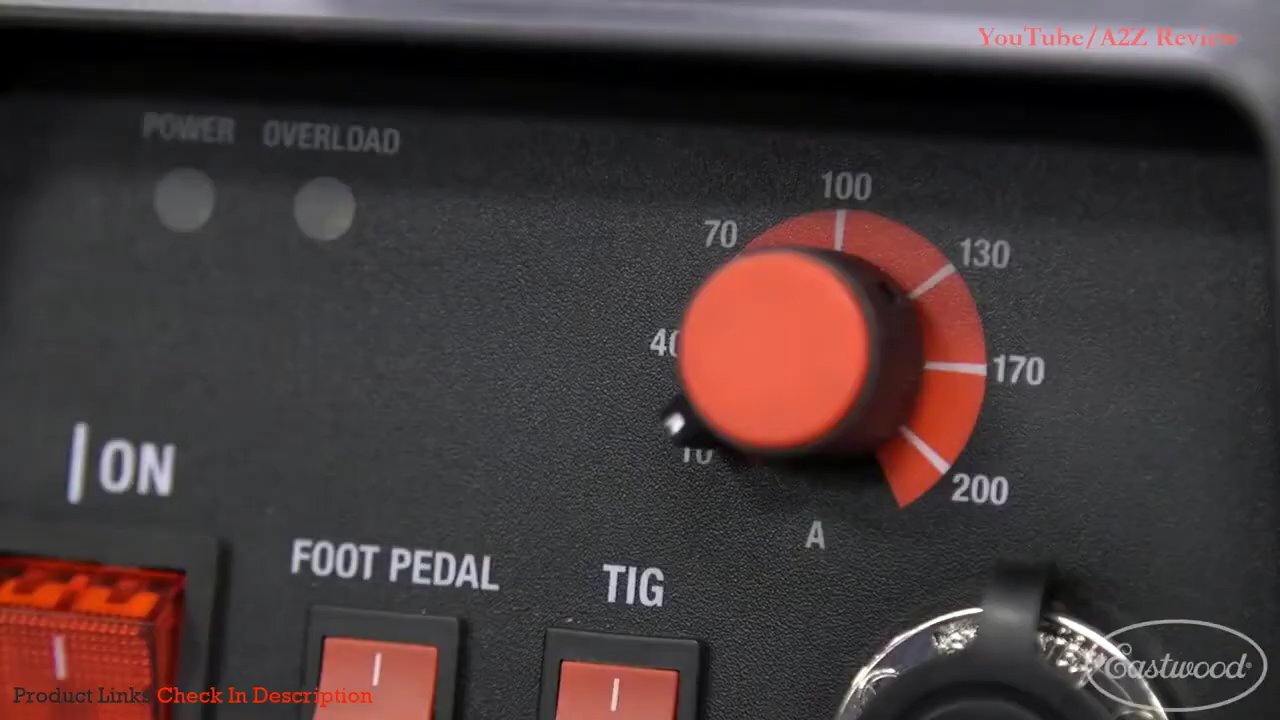 YouTube/A2Z Review
POWER OVERLOAD
100
70
130
40
170
10
200
A
| ON
FOOT PEDAL
TIG
Eastwood
Product Links Check In Description